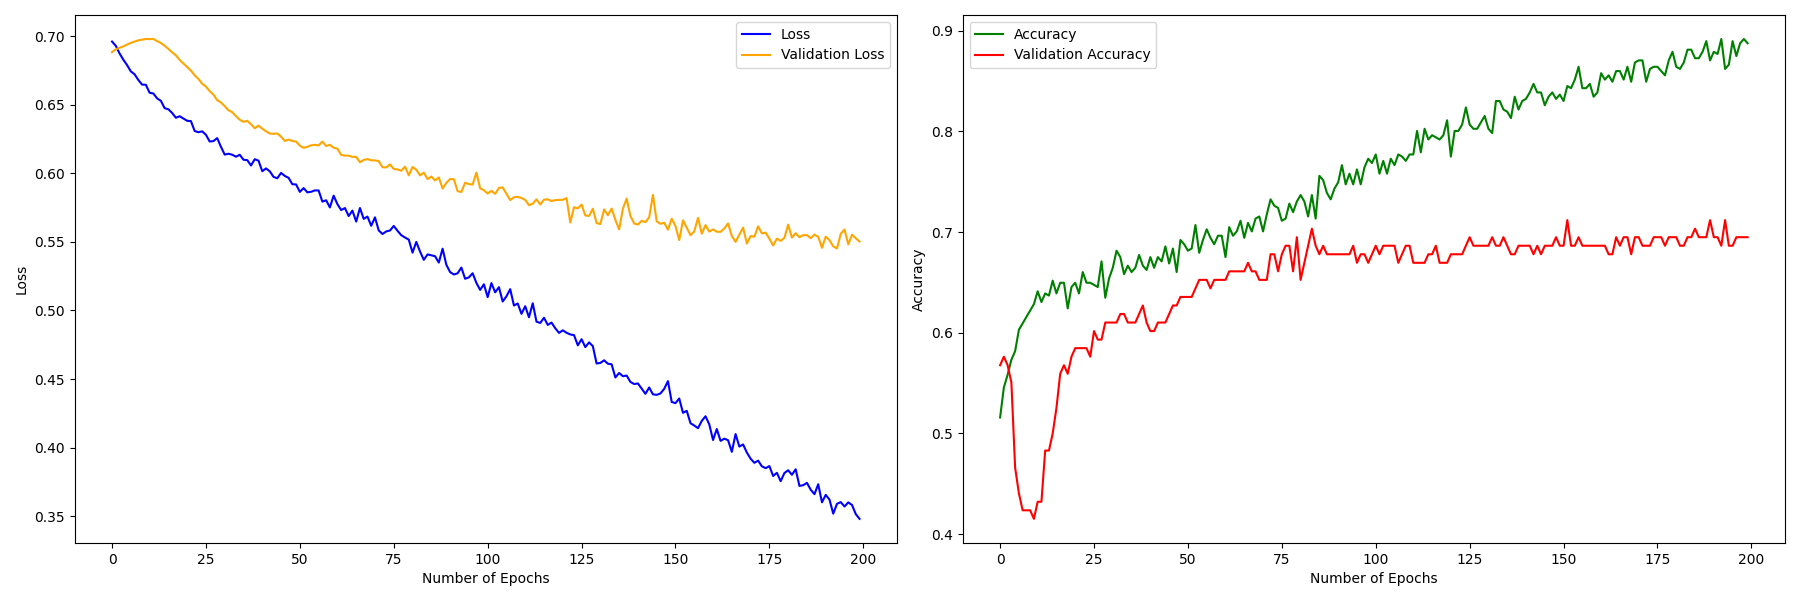 0.70
0.65
0.60
0.55
0.50
0.45
0.40
0.35
Loss
0 25 50 75 100 125 150 175 200
Number of Epochs
Loss
Validation Loss
0.9
0.8
0.7
0.6
0.5
0.4
Accuracy
0 25 50 75 100 125 150 175 200
Number of Epochs
Accuracy
Validation Accuracy